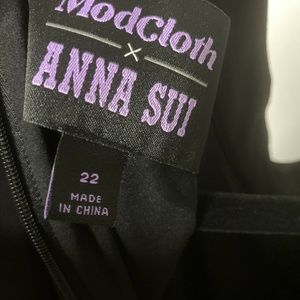 ModCloth
×
ANNA SUI
22
MADE
IN CHINA